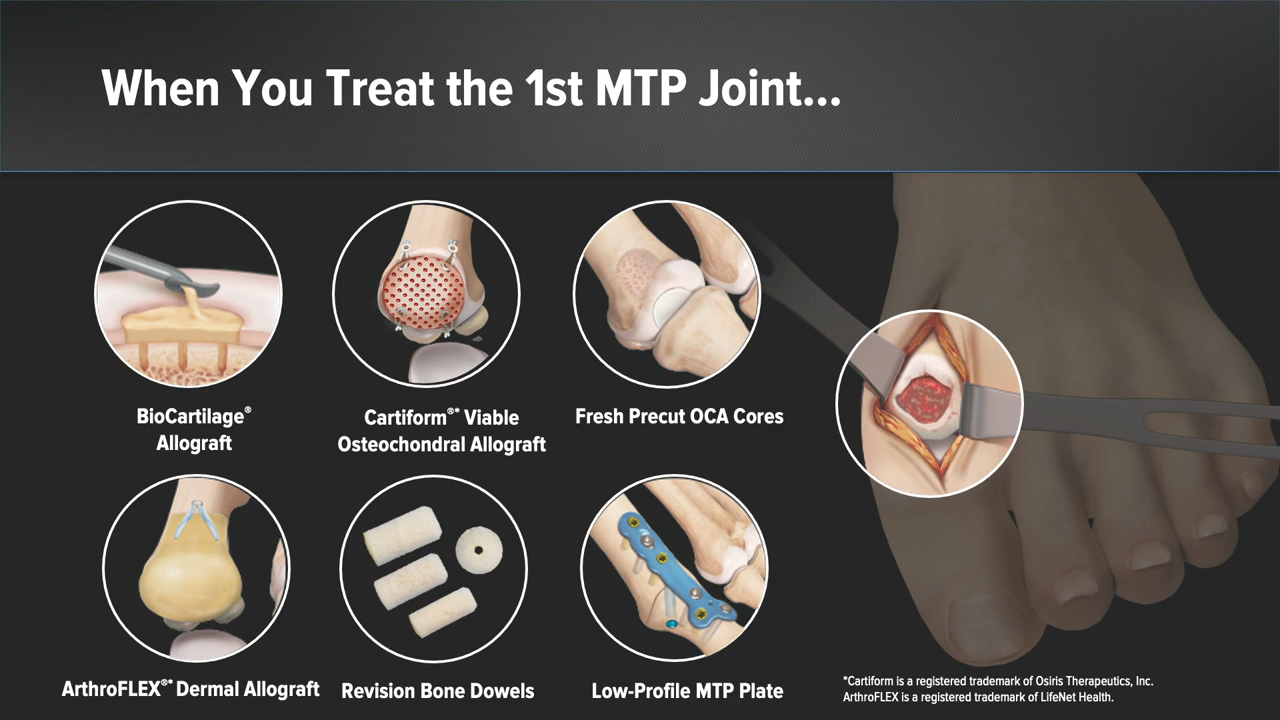 When You Treat the 1st MTP Joint...
BioCartilage®
Allograft
Cartiform®* Viable
Osteochondral Allograft
Fresh Precut OCA Cores
ArthroFLEX®* Dermal Allograft
Revision Bone Dowels
Low-Profile MTP Plate
*Cartiform is a registered trademark of Osiris Therapeutics, Inc.
ArthroFLEX is a registered trademark of LifeNet Health.